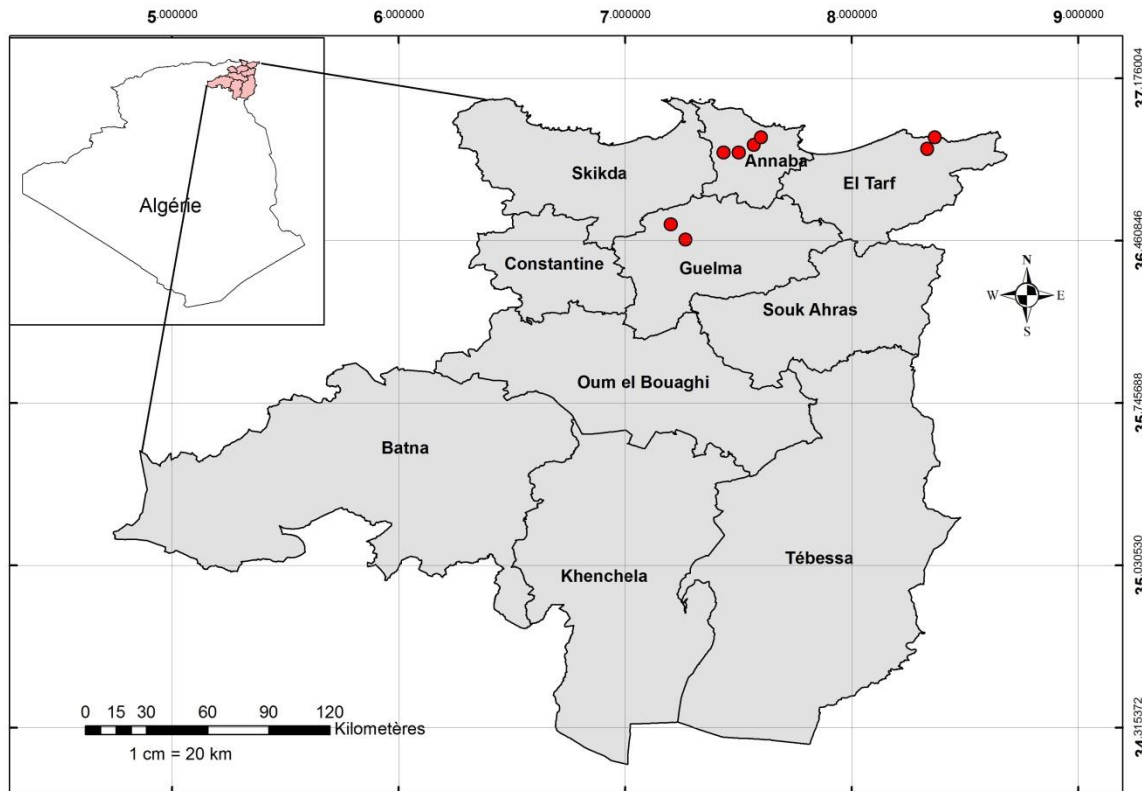 5.000000 6.000000 7.000000 8.000000 9.000000
37.176004
36.460846
35.745688
35.030530
34.315372
Algérie
Skikda
Annaba
El Tarf
Constantine
Guelma
Souk Ahras
Oum el Bouaghi
Batna
Khenchela
Tébessa
N
W E
S
0 15 30 60 90 120
Kilometères
1 cm = 20 km